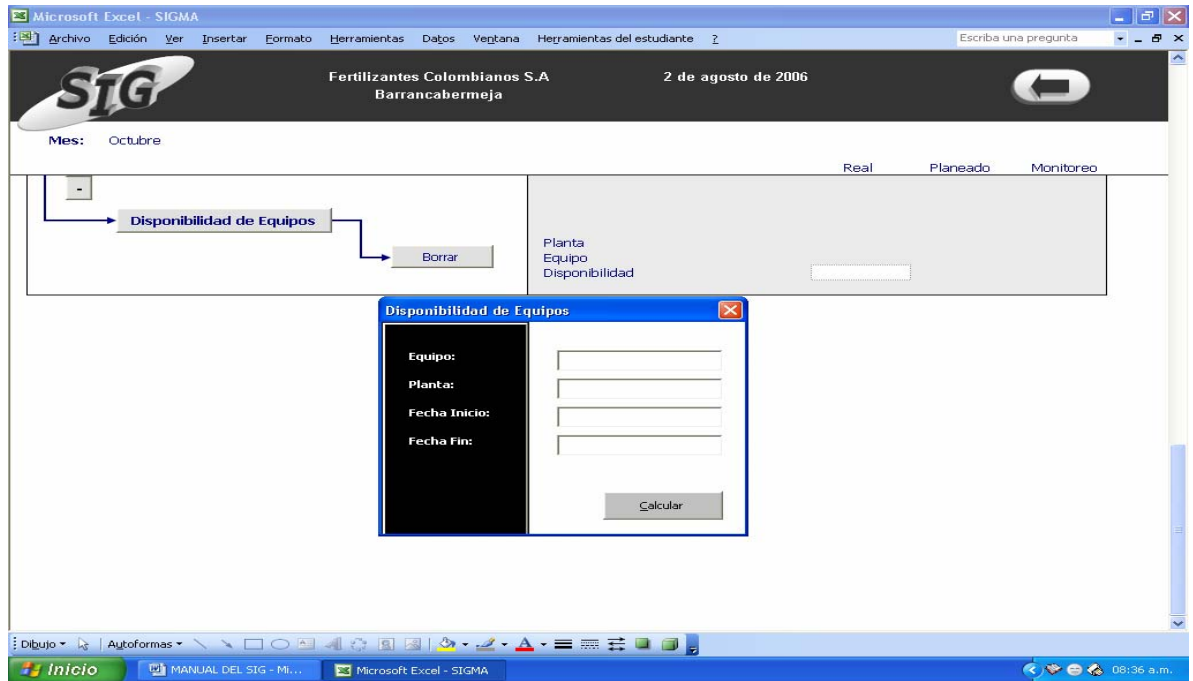 Microsoft Excel - SIGMA
Archivo Edición Ver Insertar Formato Herramientas Datos Ventana Herramientas del estudiante ? Escriba una pregunta
SIG
Fertilizantes Colombianos S.A 2 de agosto de 2006
Barrancabermeja
Mes: Octubre
Real Planeado Monitoreo
-
Disponibilidad de Equipos
Borrar
Planta
Equipo
Disponibilidad
Disponibilidad de Equipos
Equipo:
Planta:
Fecha Inicio:
Fecha Fin:
Calcular
Dibujo Autoformas
Inicio MANUAL DEL SIG - Mi... Microsoft Excel - SIGMA 08:36 a.m.